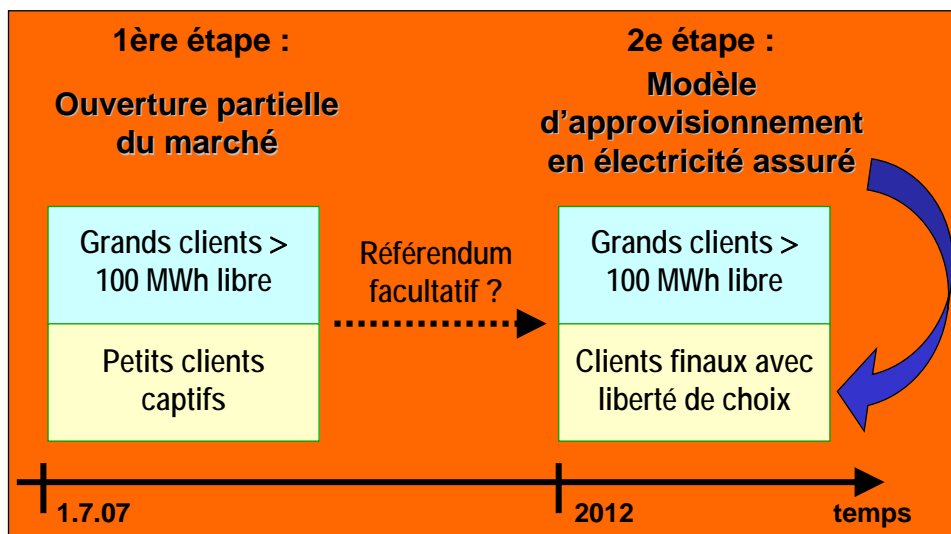 1ère étape :
Ouverture partielle
du marché
Grands clients >
100 MWh libre
Petits clients
captifs
Référendum
facultatif ?
2e étape :
Modèle
d'approvisionnement
en électricité assuré
Grands clients >
100 MWh libre
Clients finaux avec
liberté de choix
1.7.07
2012
temps